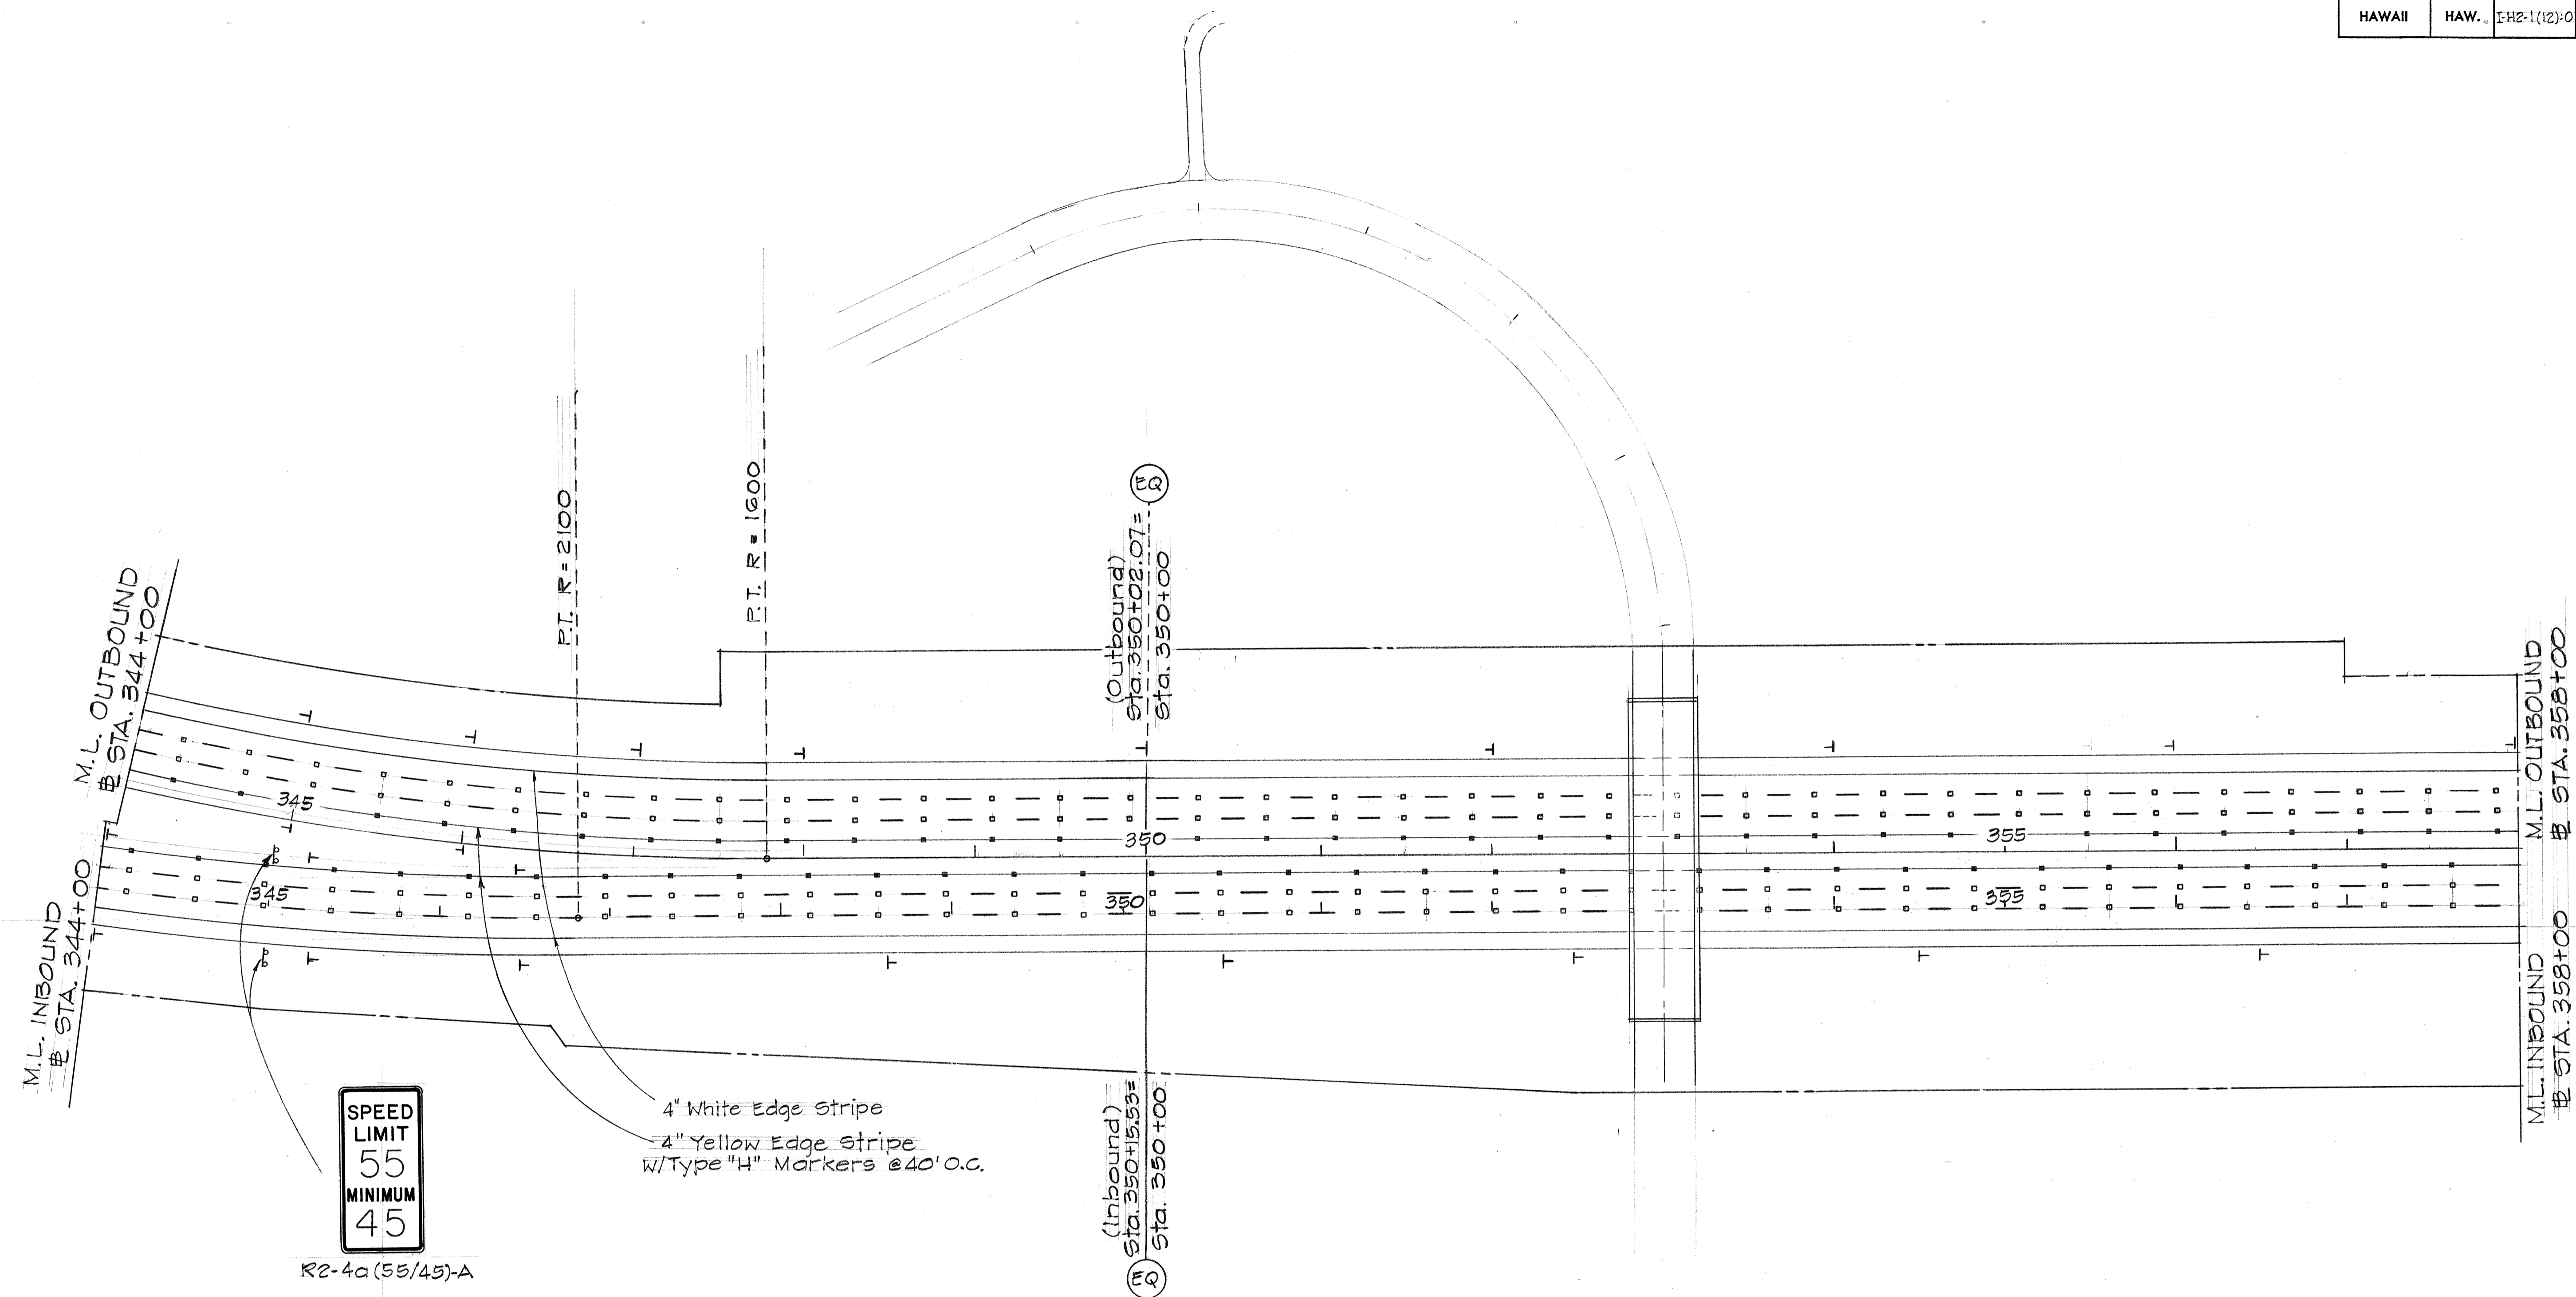 HAWAII HAW. I-H2-1(12):0
P.T. R=2100
P.T. R=1600
EQ
(Outbound)
Sta. 350+02.07=
Sta. 350+00
M.L. OUTBOUND
B STA. 344+00
M.L. OUTBOUND
B STA. 358+00
345
350
355
345
350
355
M.L. INBOUND
B STA. 344+00
M.L. INBOUND
B STA. 358+00
4" White Edge Stripe
4" Yellow Edge Stripe
W/Type "H" Markers @40' O.C.
(Inbound)
Sta. 350+15.53=
Sta. 350+00
EQ
SPEED
LIMIT
55
MINIMUM
45
R2-4a(55/45)-A